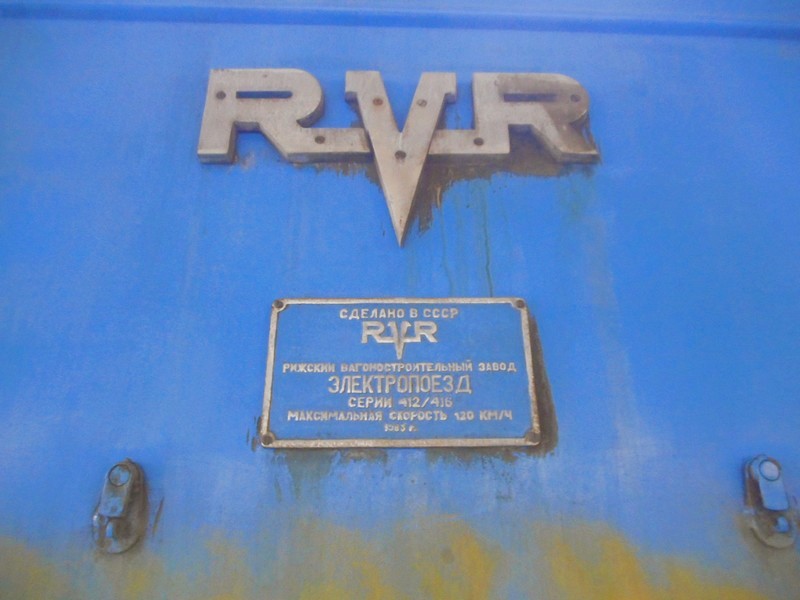 RVR
СДЕЛАНО В СССР
RVR
РИЖСКИЙ ВАГОНОСТРОИТЕЛЬНЫЙ ЗАВОД
ЭЛЕКТРОПОЕЗД
СЕРИИ 412/416
МАКСИМАЛЬНАЯ СКОРОСТЬ 120 КМ/Ч